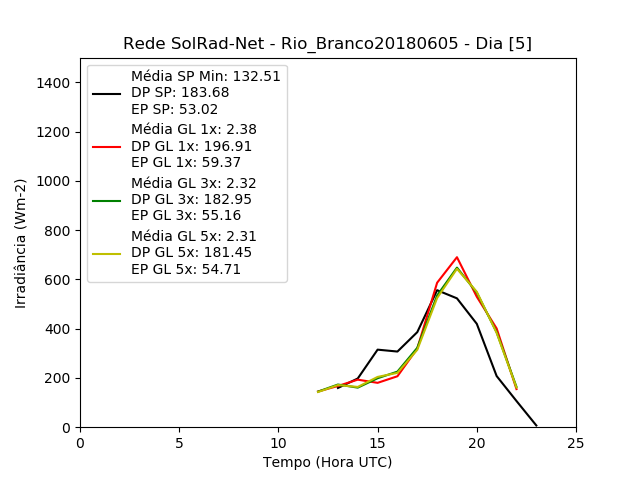 Rede SolRad-Net - Rio_Branco20180605 - Dia [5]
Média SP Min: 132.51
DP SP: 183.68
EP SP: 53.02
Média GL 1x: 2.38
DP GL 1x: 196.91
EP GL 1x: 59.37
Média GL 3x: 2.32
DP GL 3x: 182.95
EP GL 3x: 55.16
Média GL 5x: 2.31
DP GL 5x: 181.45
EP GL 5x: 54.71
Irradiância (Wm-2)
1400
1200
1000
800
600
400
200
0
0 5 10 15 20 25
Tempo (Hora UTC)